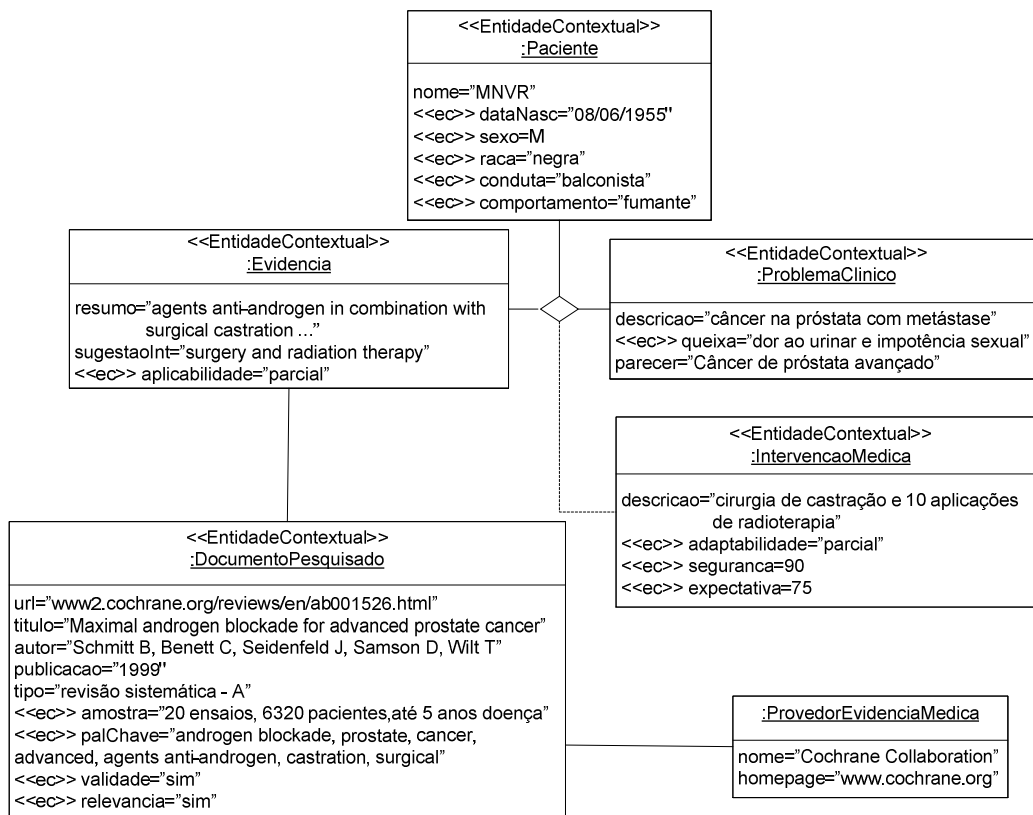 <<EntidadeContextual>>
:Paciente
nome="MNVR"
<<ec>> dataNasc="08/06/1955"
<<ec>> sexo=M
<<ec>> raca="negra"
<<ec>> conduta="balconista"
<<ec>> comportamento="fumante"
<<EntidadeContextual>>
:Evidencia
resumo="agents anti-androgen in combination with
surgical castration ..."
sugestaoInt="surgery and radiation therapy"
<<ec>> aplicabilidade="parcial"
<<EntidadeContextual>>
:ProblemaClinico
descricao="câncer na próstata com metástase"
<<ec>> queixa="dor ao urinar e impotência sexual"
parecer="Câncer de próstata avançado"
<<EntidadeContextual>>
:IntervencaoMedica
descricao="cirurgia de castração e 10 aplicações
de radioterapia"
<<ec>> adaptabilidade="parcial"
<<ec>> seguranca=90
<<ec>> expectativa=75
<<EntidadeContextual>>
:DocumentoPesquisado
url="www2.cochrane.org/reviews/en/ab001526.html"
titulo="Maximal androgen blockade for advanced prostate cancer"
autor="Schmitt B, Benett C, Seidenfeld J, Samson D, Wilt T"
publicacao="1999"
tipo="revisão sistemática - A"
<<ec>> amostra="20 ensaios, 6320 pacientes,até 5 anos doença"
<<ec>> palChave="androgen blockade, prostate, cancer,
advanced, agents anti-androgen, castration, surgical"
<<ec>> validade="sim"
<<ec>> relevancia="sim"
:ProvedorEvidenciaMedica
nome="Cochrane Collaboration"
homepage="www.cochrane.org"